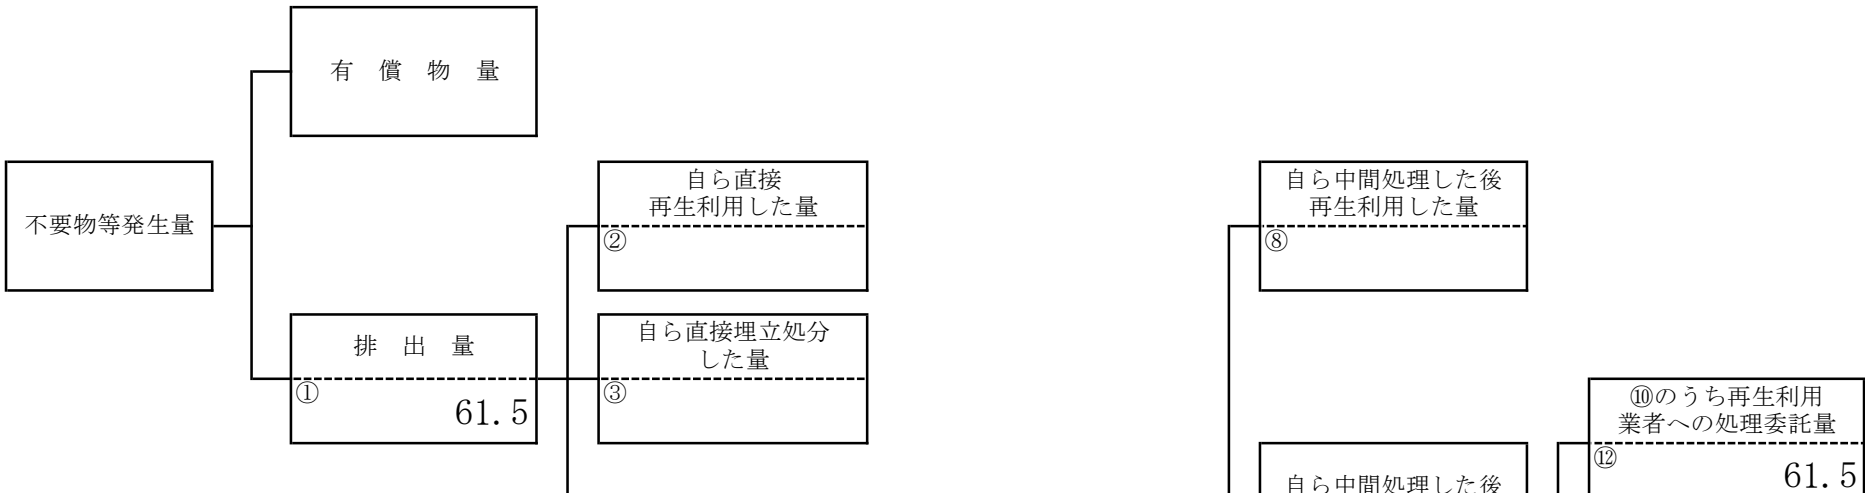 有 償 物 量
不要物等発生量
自ら直接
再生利用した量
②
自ら中間処理した後
再生利用した量
⑧
排 出 量
①
61.5
自ら直接埋立処分
した量
③
⑩のうち再生利用
業者への処理委託量
⑫
61.5
自ら中間処理した後